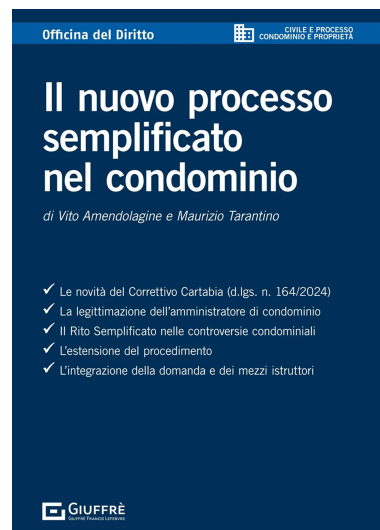 Officina del Diritto
CIVILE E PROCESSO
CONDOMINIO E PROPRIETÀ
Il nuovo processo
semplificato
nel condominio
di Vito Amendolagine e Maurizio Tarantino
Le novità del Correttivo Cartabia (d.lgs. n. 164/2024)
La legittimazione dell'amministratore di condominio
Il Rito Semplificato nelle controversie condominiali
L'estensione del procedimento
L'integrazione della domanda e dei mezzi istruttori
GIUFFRÈ
GIUFFRÈ FRANCIS LEFEBVRE